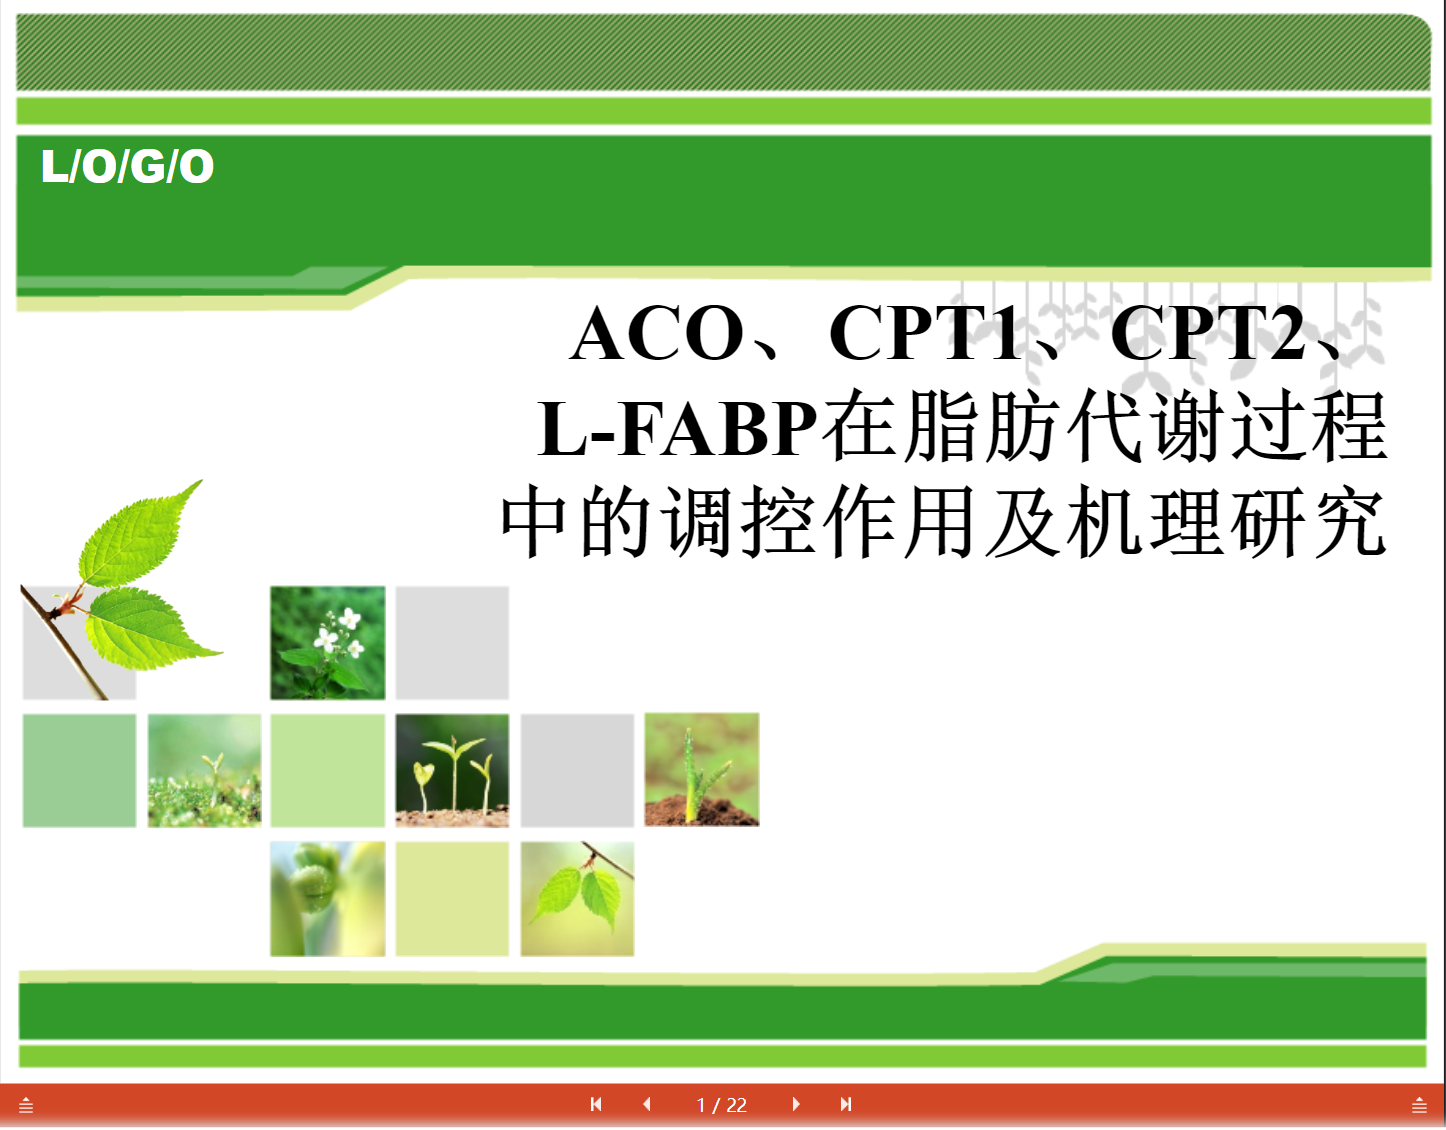 L/O/G/O
ACO、CPT1、CPT2、
L-FABP在脂肪代谢过程
中的调控作用及机理研究
1 / 22